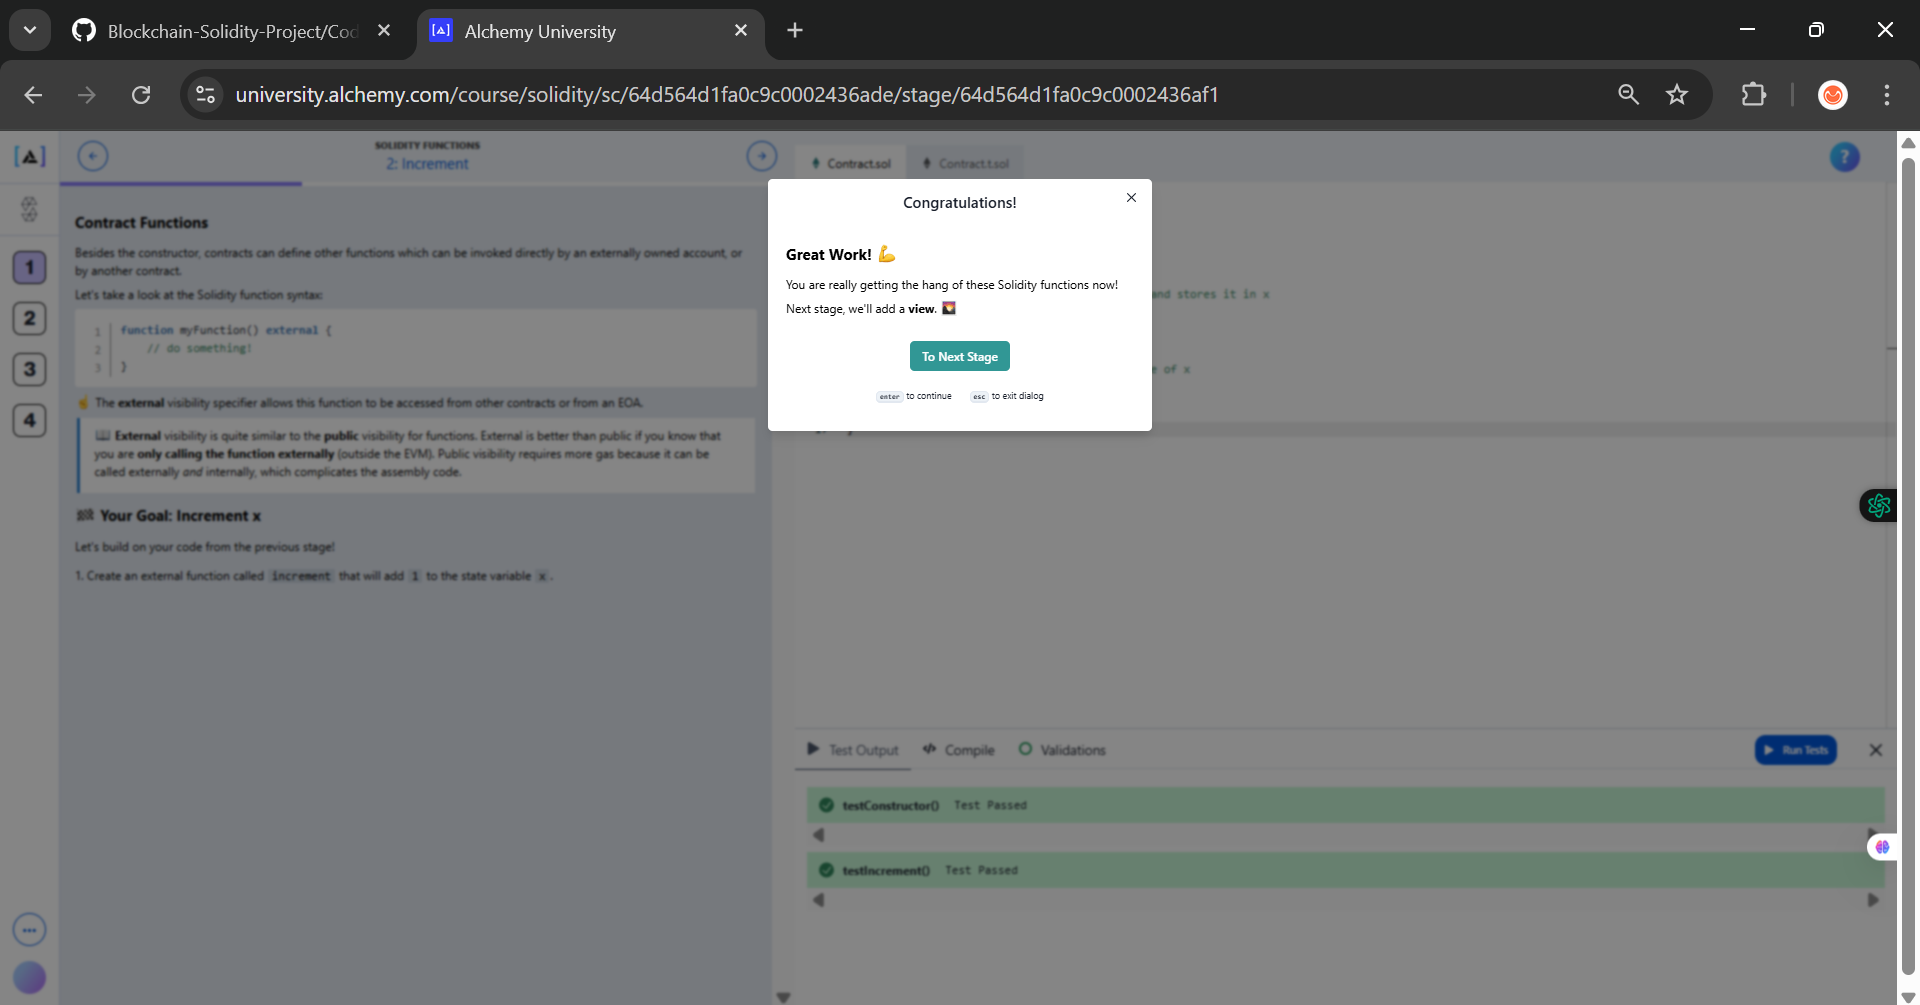 Blockchain-Solidity-Project/Cod
Alchemy University
university.alchemy.com/course/solidity/sc/64d564d1fa0c9c0002436ade/stage/64d564d1fa0c9c0002436af1
SOLIDITY FUNCTIONS
2: Increment
Contract.sol
Contract.t.sol
?
1
2
3
4
Contract Functions
Besides the constructor, contracts can define other functions which can be invoked directly by an externally owned account, or
by another contract.
Let's take a look at the Solidity function syntax:
1 function myFunction() external {
2 // do something!
3 }
☝ The external visibility specifier allows this function to be accessed from other contracts or from an EOA.
📖 External visibility is quite similar to the public visibility for functions. External is better than public if you know that
you are only calling the function externally (outside the EVM). Public visibility requires more gas because it can be
called externally and internally, which complicates the assembly code.
🏁 Your Goal: Increment x
Let's build on your code from the previous stage!
1. Create an external function called increment that will add 1 to the state variable x.
Congratulations!
Great Work! 💪
You are really getting the hang of these Solidity functions now!
Next stage, we'll add a view. 🌄
To Next Stage
enter to continue esc to exit dialog
and stores it in x
e of x
Test Output
Compile
Validations
Run Tests
testConstructor() Test Passed
testIncrement() Test Passed